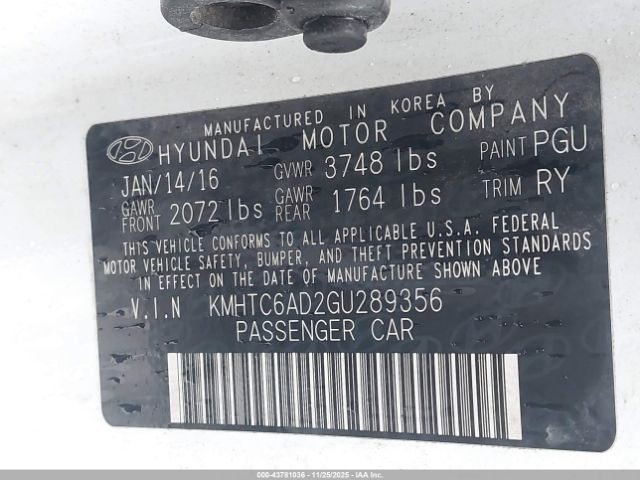 MANUFACTURED IN KOREA BY
HYUNDAI MOTOR COMPANY
JAN/14/16 GVWR 3748 lbs PAINT PGU
GAWR FRONT 2072 lbs GAWR REAR 1764 lbs TRIM RY
THIS VEHICLE CONFORMS TO ALL APPLICABLE U.S.A. FEDERAL
MOTOR VEHICLE SAFETY, BUMPER, AND THEFT PREVENTION STANDARDS
IN EFFECT ON THE DATE OF MANUFACTURE SHOWN ABOVE
V.I.N KMHTC6AD2GU289356
PASSENGER CAR
000-43781036 - 11/25/2025 - IAAI.COM